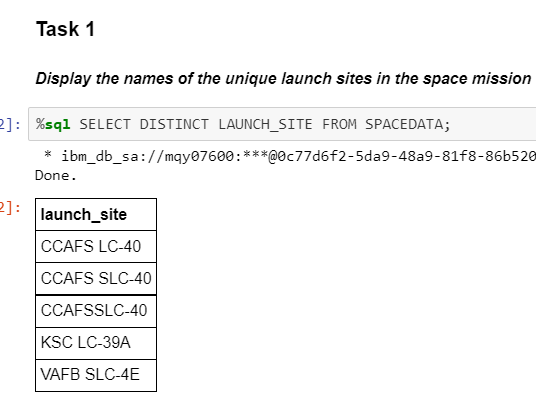 Task 1
Display the names of the unique launch sites in the space mission
2]: %sql SELECT DISTINCT LAUNCH_SITE FROM SPACEDATA;
* ibm_db_sa://mqy07600:***@0c77d6f2-5da9-48a9-81f8-86b520
Done.
2]:
launch_site
CCAFS LC-40
CCAFS SLC-40
CCAFSSLC-40
KSC LC-39A
VAFB SLC-4E